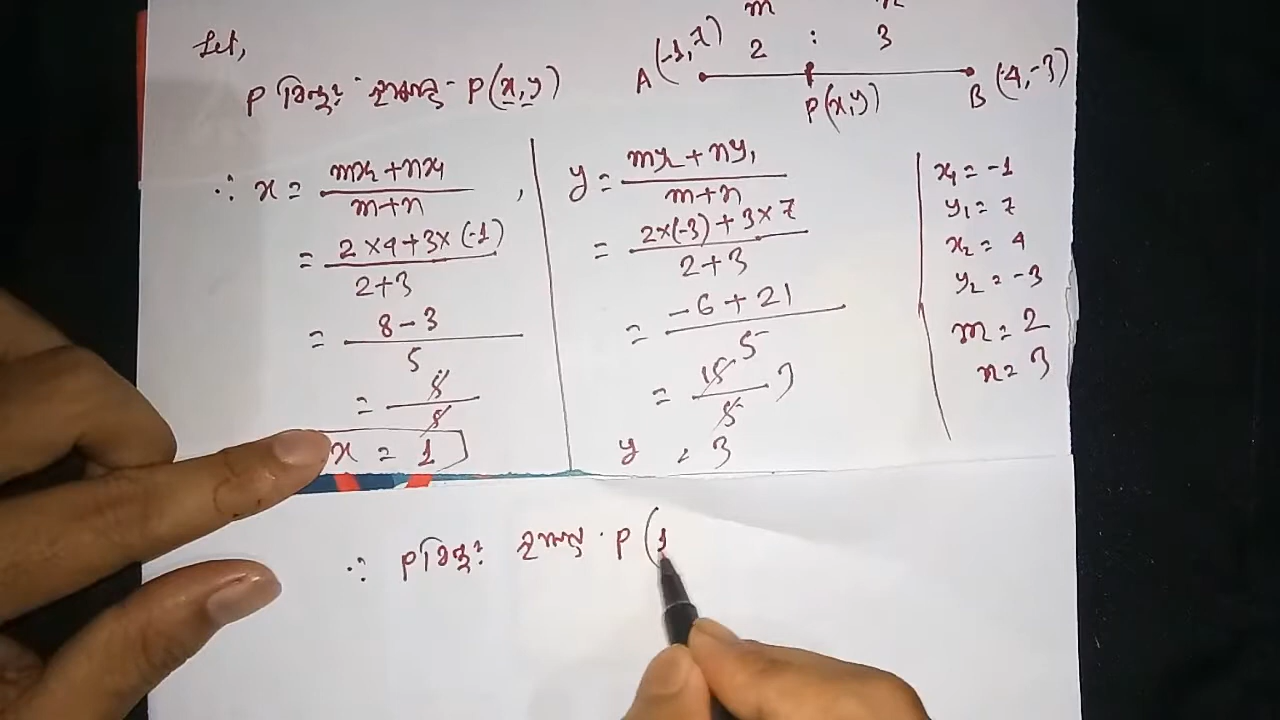 Let,
m n
2 : 3
A (-1, 7)
P(x,y)
B (4,-3)
P বিন্দুঃ স্থানাঙ্ক P(x,y)
∴ x = mx₂+nx₁ / m+n ,
= 2×4+3×(-1) / 2+3
= 8-3 / 5
= 5 / 5
x = 1
y = my₂+ny₁ / m+n
= 2×(-3)+3×7 / 2+3
= -6+21 / 5
= 15 / 5 3
y = 3
x₁ = -1
y₁ = 7
x₂ = 4
y₂ = -3
m = 2
n = 3
∴ P বিন্দুঃ স্থানাঙ্ক P (1